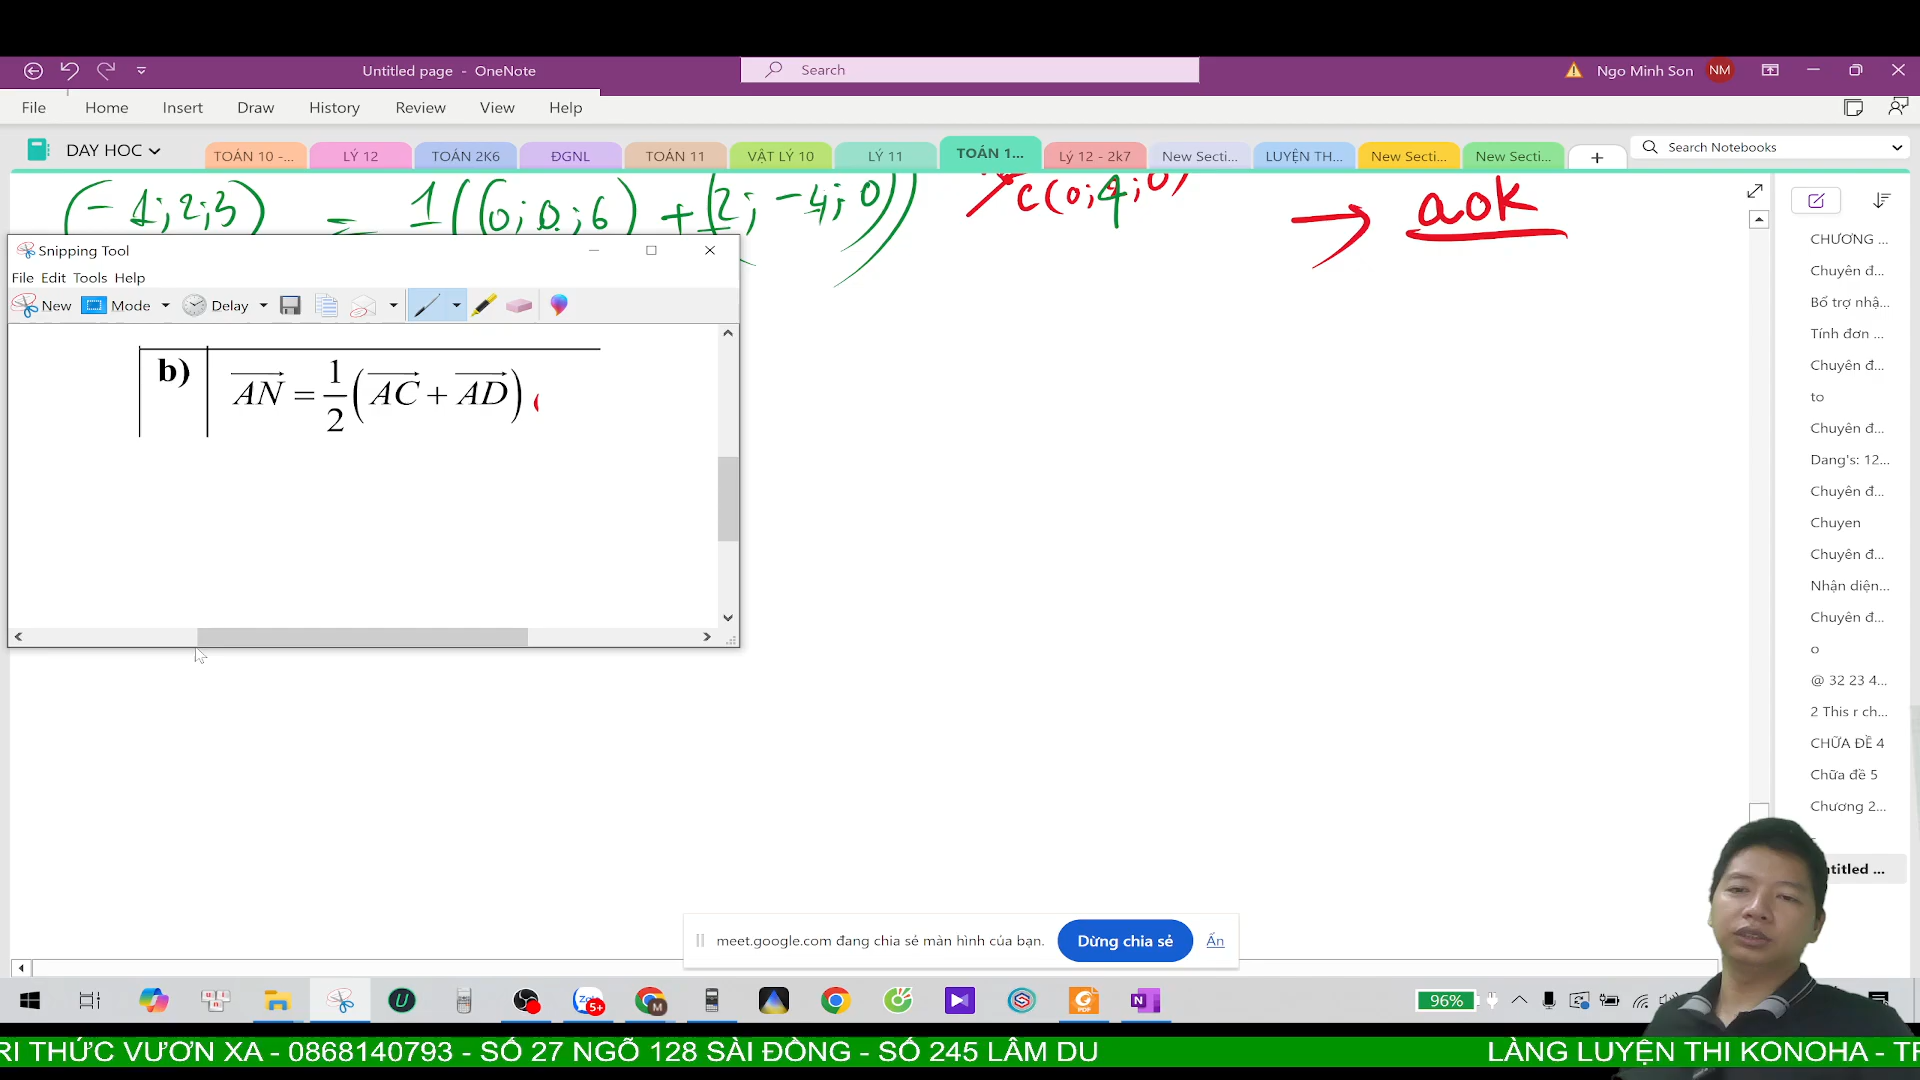 Untitled page - OneNote
Search
Ngo Minh Son
NM
File Home Insert Draw History Review View Help
DAY HOC
TOÁN 10 -...
LÝ 12
TOÁN 2K6
ĐGNL
TOÁN 11
VẬT LÝ 10
LÝ 11
TOÁN 1...
Lý 12 - 2k7
New Secti...
LUYỆN TH...
New Secti...
New Secti...
+
Search Notebooks
(-1;2;3) = 1((0;0;6) + (2;-4;0))
C(0;4;0)
→ aok
Snipping Tool
File Edit Tools Help
New Mode Delay
b) AN = 1/2 (AC + AD)
CHƯƠNG ...
Chuyên đ...
Bổ trợ nhậ...
Tính đơn ...
Chuyên đ...
to
Chuyên đ...
Dang's: 12...
Chuyên đ...
Chuyen
Chuyên đ...
Nhận diện...
Chuyên đ...
o
@ 32 23 4...
2 This r ch...
CHỮA ĐỀ 4
Chữa đề 5
Chương 2...
ntitled ...
meet.google.com đang chia sẻ màn hình của bạn.
Dừng chia sẻ
Ẩn
96%
RI THỨC VƯƠN XA - 0868140793 - SỐ 27 NGÕ 128 SÀI ĐỒNG - SỐ 245 LÂM DU
LÀNG LUYỆN THI KONOHA - TR